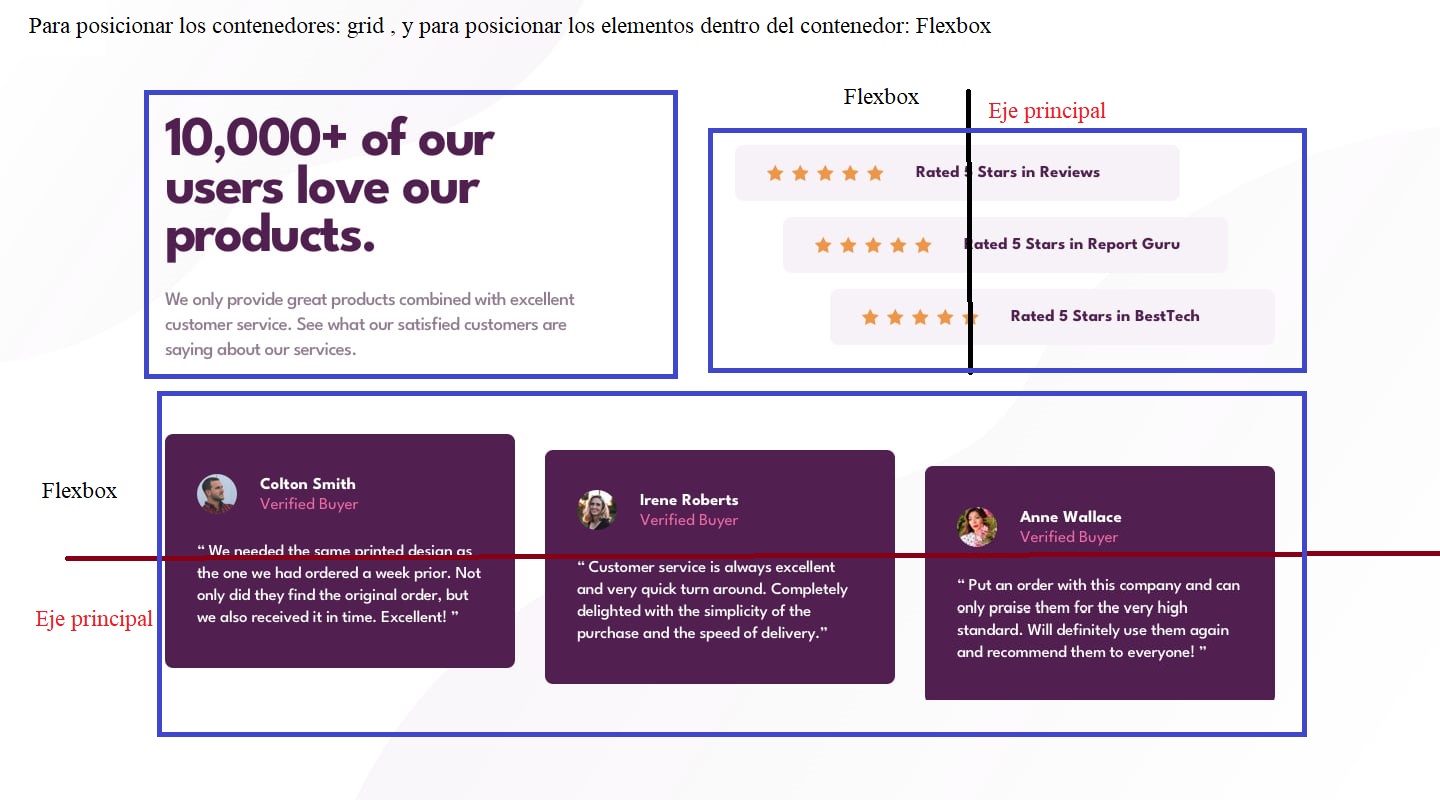 Para posicionar los contenedores: grid , y para posicionar los elementos dentro del contenedor: Flexbox
Flexbox
Eje principal
10,000+ of our
users love our
products.
We only provide great products combined with excellent
customer service. See what our satisfied customers are
saying about our services.
Rated 5 Stars in Reviews
Rated 5 Stars in Report Guru
Rated 5 Stars in BestTech
Flexbox
Eje principal
Colton Smith
Verified Buyer
“ We needed the same printed design as
the one we had ordered a week prior. Not
only did they find the original order, but
we also received it in time. Excellent! ”
Irene Roberts
Verified Buyer
“ Customer service is always excellent
and very quick turn around. Completely
delighted with the simplicity of the
purchase and the speed of delivery.”
Anne Wallace
Verified Buyer
“ Put an order with this company and can
only praise them for the very high
standard. Will definitely use them again
and recommend them to everyone! ”